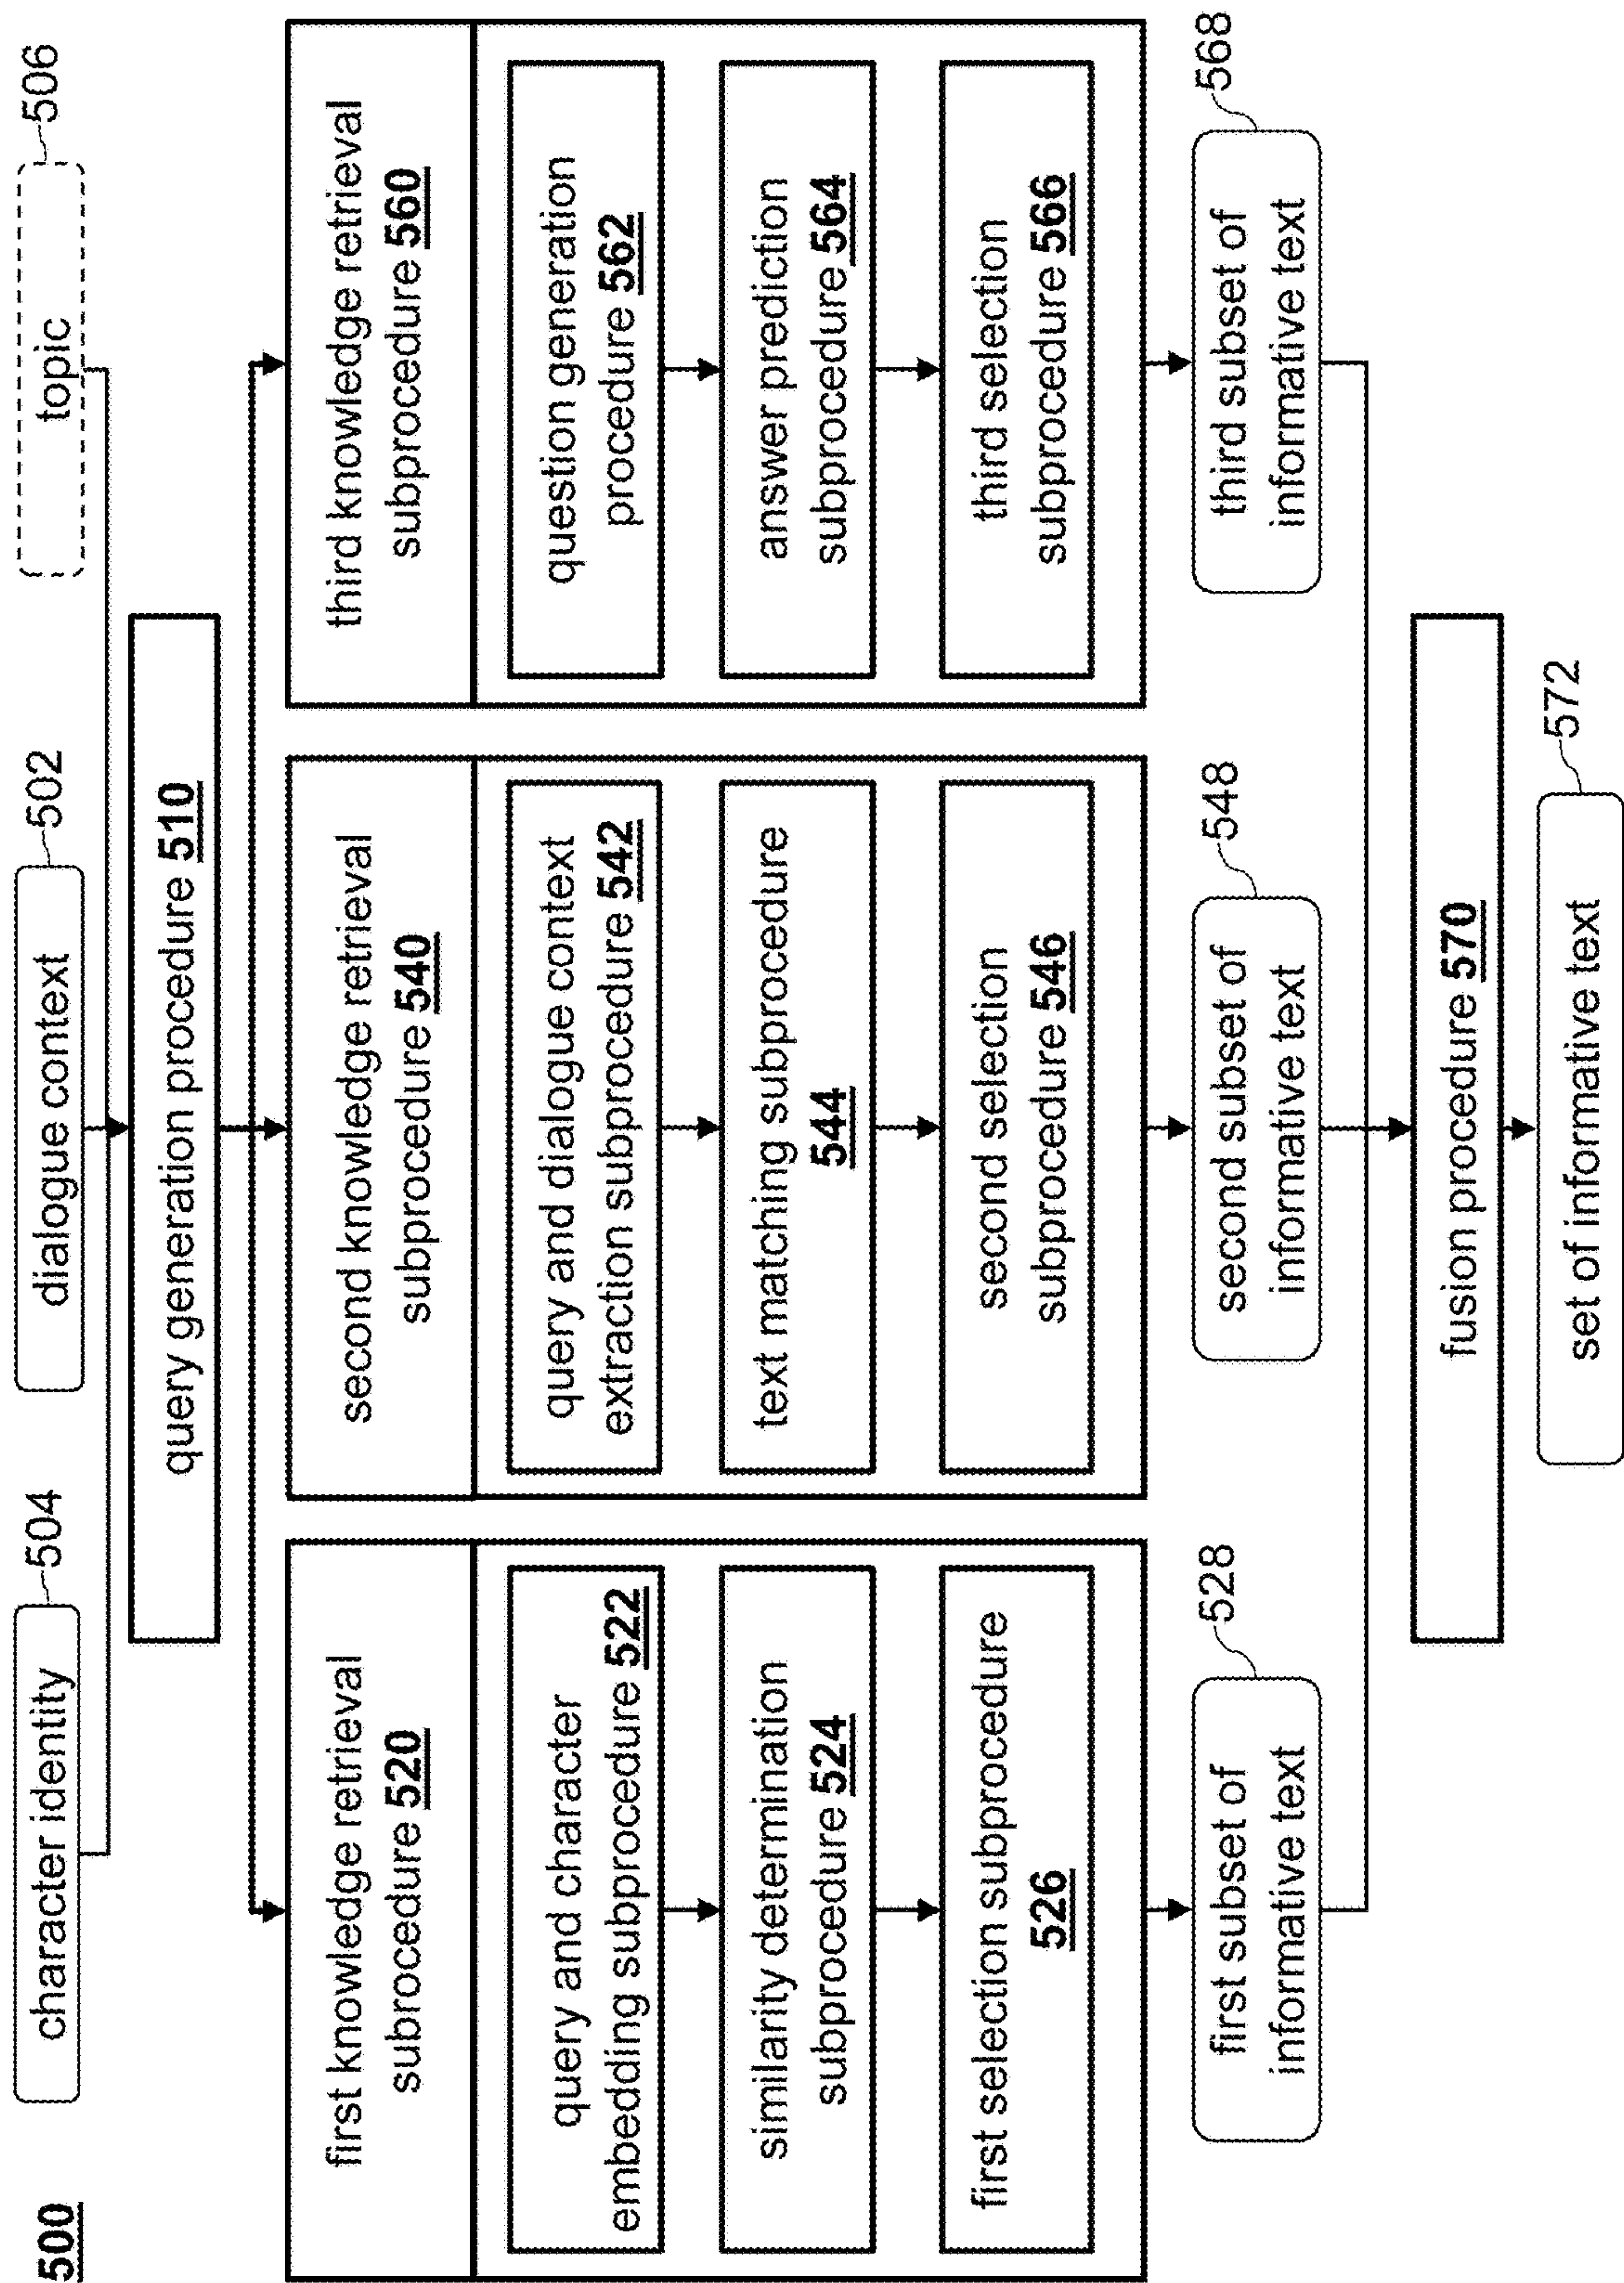 500
504
502
506
character identity
dialogue context
topic
query generation procedure 510
first knowledge retrieval
subrocedure 520
query and character
embedding subprocedure 522
similarity determination
subprocedure 524
first selection subprocedure
526
528
first subset of
informative text
second knowledge retrieval
subprocedure 540
query and dialogue context
extraction subprocedure 542
text matching subprocedure
544
second selection
subprocedure 546
548
second subset of
informative text
third knowledge retrieval
subprocedure 560
question generation
procedure 562
answer prediction
subprocedure 564
third selection
subprocedure 566
568
third subset of
informative text
fusion procedure 570
572
set of informative text